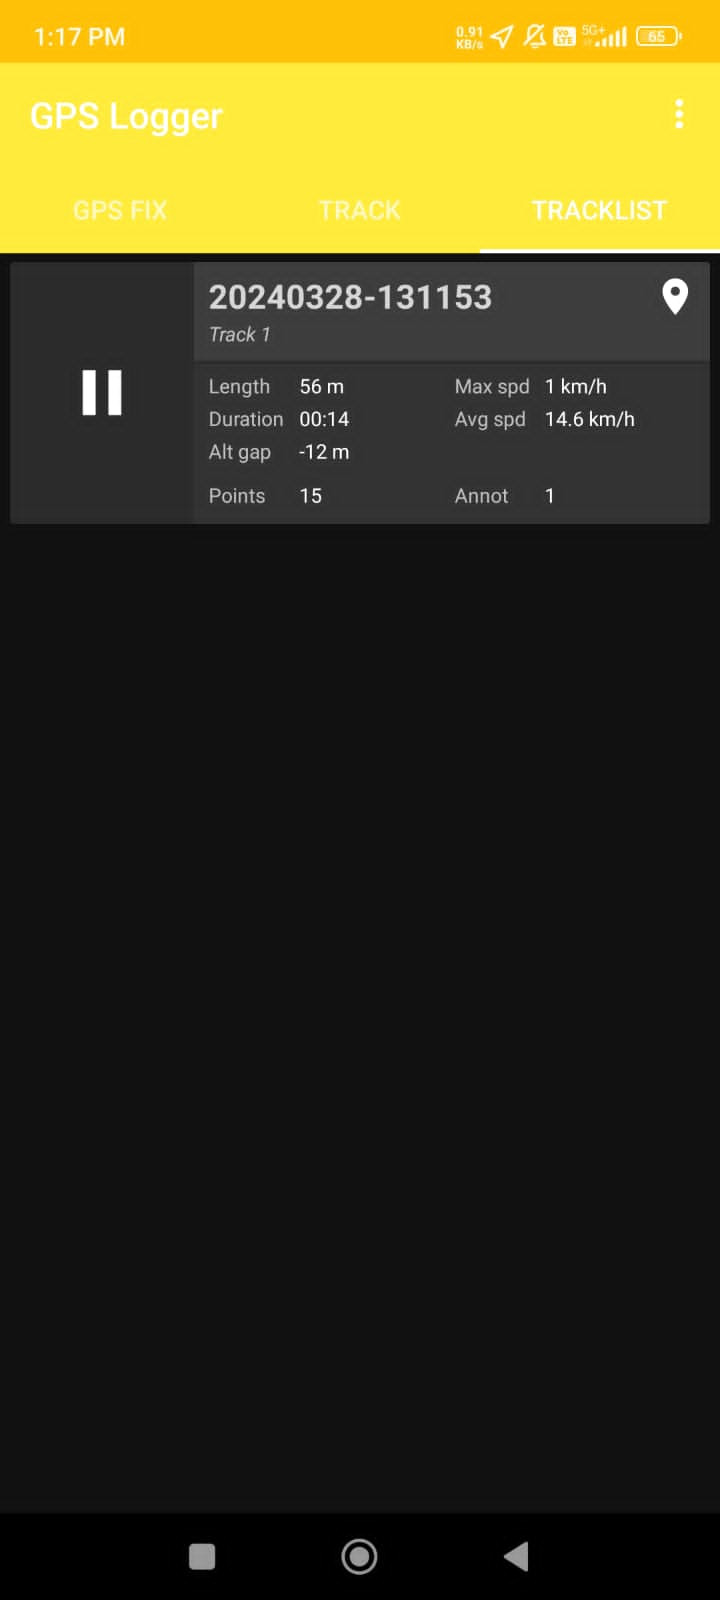 1:17 PM
0.91 KB/s Vo LTE 5G+ 65
GPS Logger
GPS FIX TRACK TRACKLIST
20240328-131153
Track 1
Length 56 m Max spd 1 km/h
Duration 00:14 Avg spd 14.6 km/h
Alt gap -12 m
Points 15 Annot 1